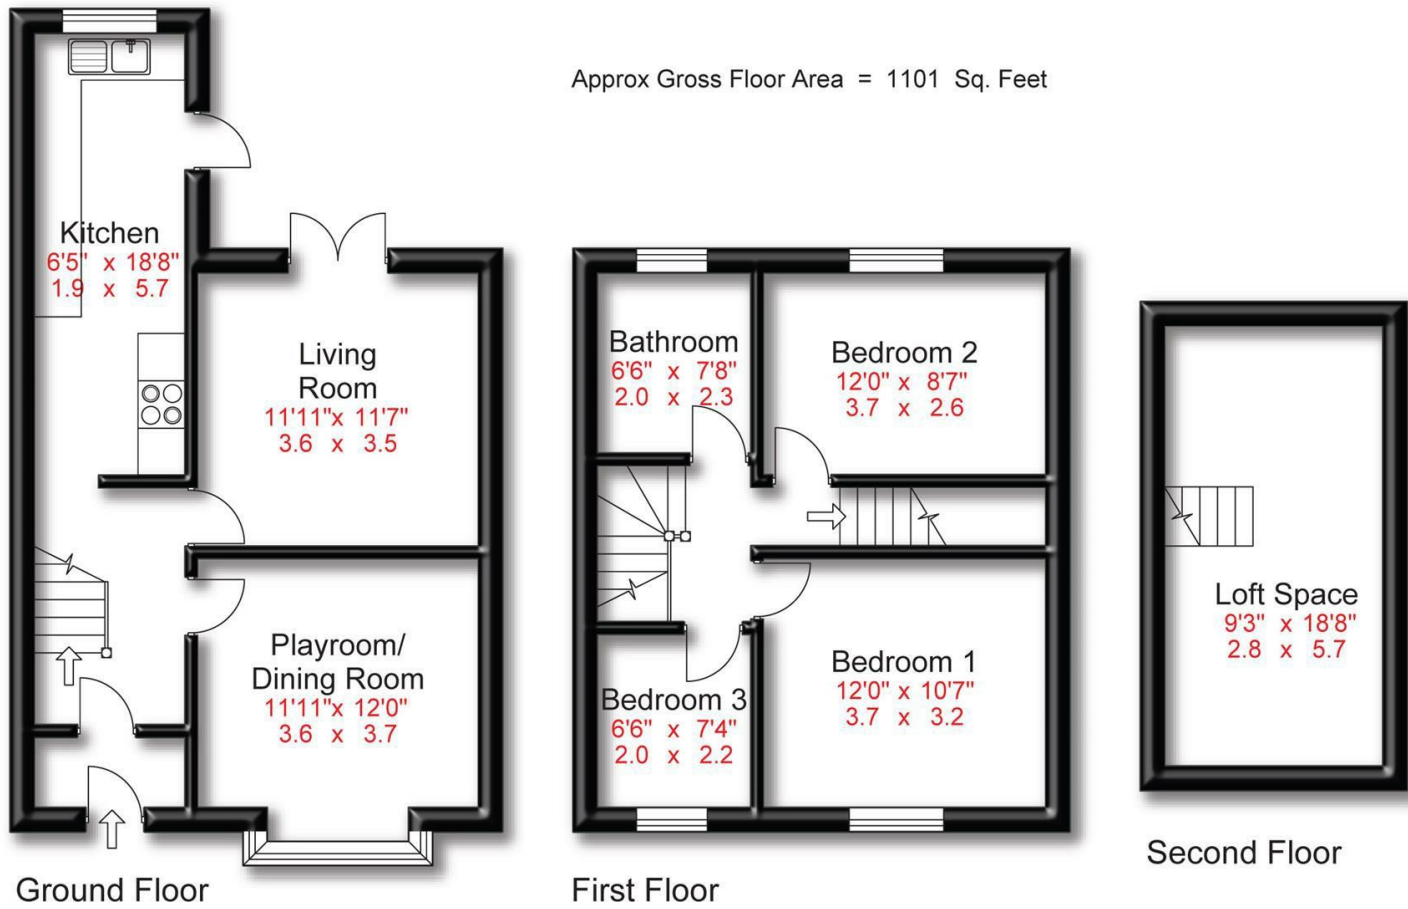 Approx Gross Floor Area = 1101 Sq. Feet
Kitchen
6'5" x 18'8"
1.9 x 5.7
Living
Room
11'11"x 11'7"
3.6 x 3.5
Playroom/
Dining Room
11'11"x 12'0"
3.6 x 3.7
Ground Floor
Bathroom
6'6" x 7'8"
2.0 x 2.3
Bedroom 2
12'0" x 8'7"
3.7 x 2.6
Bedroom 3
6'6" x 7'4"
2.0 x 2.2
Bedroom 1
12'0" x 10'7"
3.7 x 3.2
First Floor
Loft Space
9'3" x 18'8"
2.8 x 5.7
Second Floor